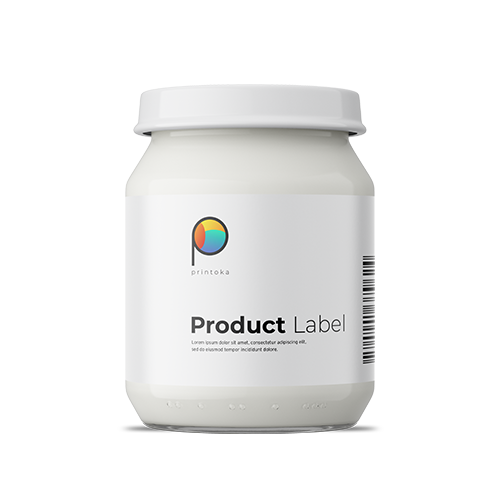 printoka
Product Label
Lorem ipsum dolor sit amet, consectetur adipiscing elit,
sed do eiusmod tempor incididunt dolore.